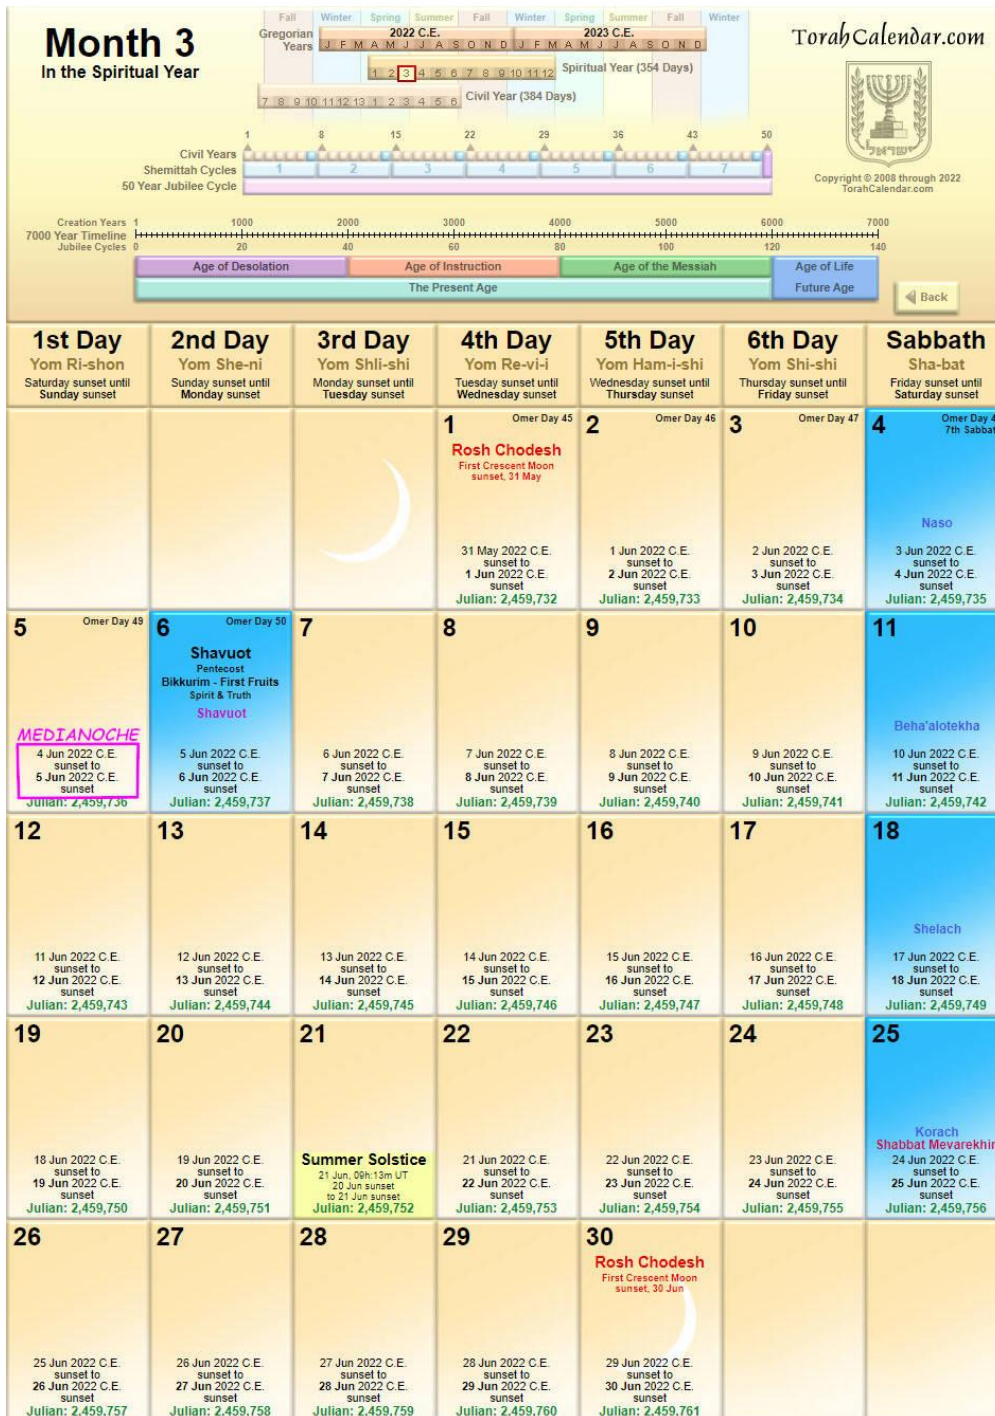 Month 3
In the Spiritual Year
Fall Winter Spring Summer Fall Winter Spring Summer Fall Winter
Gregorian Years
2022 C.E. 2023 C.E.
J F M A M J J A S O N D J F M A M J J A S O N D
1 2 3 4 5 6 7 8 9 10 11 12
Spiritual Year (354 Days)
7 8 9 10 11 12 13 1 2 3 4 5 6
Civil Year (384 Days)
TorahCalendar.com
ישראל
Copyright © 2008 through 2022
TorahCalendar.com
1 8 15 22 29 36 43 50
Civil Years
Shemittah Cycles 1 2 3 4 5 6 7
50 Year Jubilee Cycle
Creation Years 1 1000 2000 3000 4000 5000 6000 7000
7000 Year Timeline
Jubilee Cycles 0 20 40 60 80 100 120 140
Age of Desolation Age of Instruction Age of the Messiah Age of Life
The Present Age Future Age
Back
1st Day 2nd Day 3rd Day 4th Day 5th Day 6th Day Sabbath
Yom Ri-shon Yom She-ni Yom Shli-shi Yom Re-vi-i Yom Ham-i-shi Yom Shi-shi Sha-bat
Saturday sunset until Sunday sunset until Monday sunset until Tuesday sunset until Wednesday sunset until Thursday sunset until Friday sunset until
Sunday sunset Monday sunset Tuesday sunset Wednesday sunset Thursday sunset Friday sunset Saturday sunset
1 Omer Day 45
Rosh Chodesh
First Crescent Moon
sunset, 31 May
31 May 2022 C.E.
sunset to
1 Jun 2022 C.E.
sunset
Julian: 2,459,732
2 Omer Day 46
1 Jun 2022 C.E.
sunset to
2 Jun 2022 C.E.
sunset
Julian: 2,459,733
3 Omer Day 47
2 Jun 2022 C.E.
sunset to
3 Jun 2022 C.E.
sunset
Julian: 2,459,734
4 Omer Day
7th Sabbat
Naso
3 Jun 2022 C.E.
sunset to
4 Jun 2022 C.E.
sunset
Julian: 2,459,735
5 Omer Day 49
MEDIANOCHE
4 Jun 2022 C.E.
sunset to
5 Jun 2022 C.E.
sunset
Julian: 2,459,736
6 Omer Day 50
Shavuot
Pentecost
Bikkurim - First Fruits
Spirit & Truth
Shavuot
5 Jun 2022 C.E.
sunset to
6 Jun 2022 C.E.
sunset
Julian: 2,459,737
7
6 Jun 2022 C.E.
sunset to
7 Jun 2022 C.E.
sunset
Julian: 2,459,738
8
7 Jun 2022 C.E.
sunset to
8 Jun 2022 C.E.
sunset
Julian: 2,459,739
9
8 Jun 2022 C.E.
sunset to
9 Jun 2022 C.E.
sunset
Julian: 2,459,740
10
9 Jun 2022 C.E.
sunset to
10 Jun 2022 C.E.
sunset
Julian: 2,459,741
11
Beha'alotekha
10 Jun 2022 C.E.
sunset to
11 Jun 2022 C.E.
sunset
Julian: 2,459,742
12
11 Jun 2022 C.E.
sunset to
12 Jun 2022 C.E.
sunset
Julian: 2,459,743
13
12 Jun 2022 C.E.
sunset to
13 Jun 2022 C.E.
sunset
Julian: 2,459,744
14
13 Jun 2022 C.E.
sunset to
14 Jun 2022 C.E.
sunset
Julian: 2,459,745
15
14 Jun 2022 C.E.
sunset to
15 Jun 2022 C.E.
sunset
Julian: 2,459,746
16
15 Jun 2022 C.E.
sunset to
16 Jun 2022 C.E.
sunset
Julian: 2,459,747
17
16 Jun 2022 C.E.
sunset to
17 Jun 2022 C.E.
sunset
Julian: 2,459,748
18
Shelach
17 Jun 2022 C.E.
sunset to
18 Jun 2022 C.E.
sunset
Julian: 2,459,749
19
18 Jun 2022 C.E.
sunset to
19 Jun 2022 C.E.
sunset
Julian: 2,459,750
20
19 Jun 2022 C.E.
sunset to
20 Jun 2022 C.E.
sunset
Julian: 2,459,751
21
Summer Solstice
21 Jun, 09h:13m UT
20 Jun sunset
to 21 Jun sunset
Julian: 2,459,752
22
21 Jun 2022 C.E.
sunset to
22 Jun 2022 C.E.
sunset
Julian: 2,459,753
23
22 Jun 2022 C.E.
sunset to
23 Jun 2022 C.E.
sunset
Julian: 2,459,754
24
23 Jun 2022 C.E.
sunset to
24 Jun 2022 C.E.
sunset
Julian: 2,459,755
25
Korach
Shabbat Mevarekhir
24 Jun 2022 C.E.
sunset to
25 Jun 2022 C.E.
sunset
Julian: 2,459,756
26
25 Jun 2022 C.E.
sunset to
26 Jun 2022 C.E.
sunset
Julian: 2,459,757
27
26 Jun 2022 C.E.
sunset to
27 Jun 2022 C.E.
sunset
Julian: 2,459,758
28
27 Jun 2022 C.E.
sunset to
28 Jun 2022 C.E.
sunset
Julian: 2,459,759
29
28 Jun 2022 C.E.
sunset to
29 Jun 2022 C.E.
sunset
Julian: 2,459,760
30
Rosh Chodesh
First Crescent Moon
sunset, 30 Jun
29 Jun 2022 C.E.
sunset to
30 Jun 2022 C.E.
sunset
Julian: 2,459,761